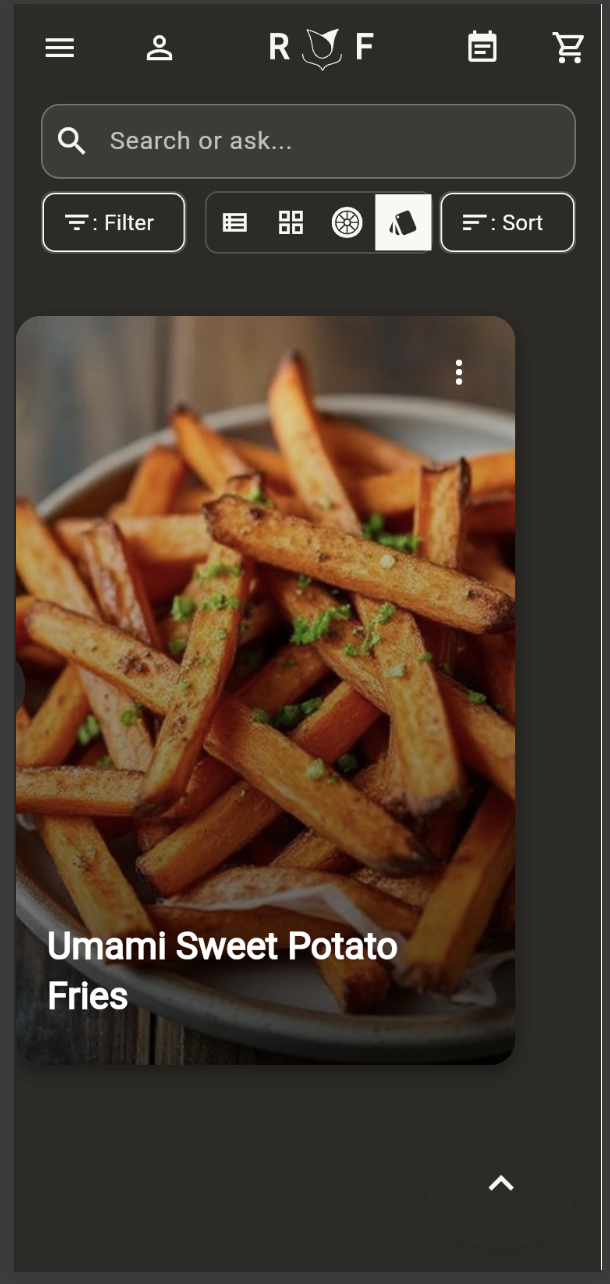 R F
Search or ask...
: Filter
: Sort
Umami Sweet Potato
Fries